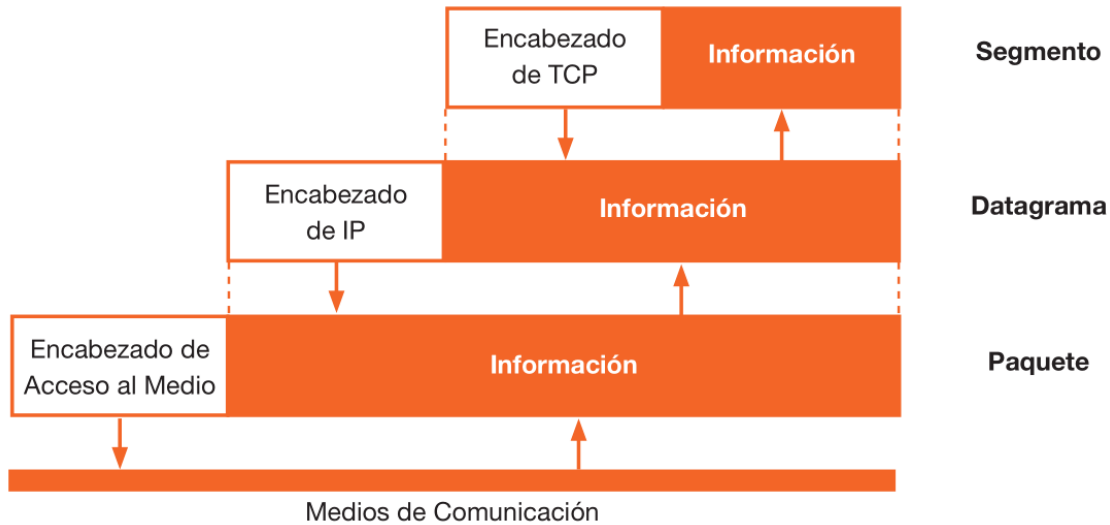 Encabezado
de TCP
Información
Segmento
Encabezado
de IP
Información
Datagrama
Encabezado de
Acceso al Medio
Información
Paquete
Medios de Comunicación